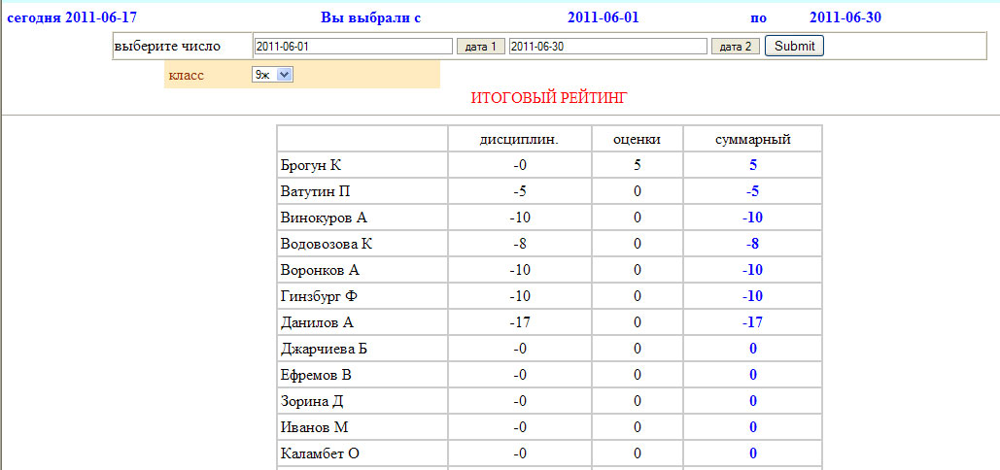 сегодня 2011-06-17 Вы выбрали с 2011-06-01 по 2011-06-30
выберите число 2011-06-01 дата 1 2011-06-30 дата 2 Submit
класс 9ж
ИТОГОВЫЙ РЕЙТИНГ
дисциплин. оценки суммарный
Брогун К -0 5 5
Ватутин П -5 0 -5
Винокуров А -10 0 -10
Водовозова К -8 0 -8
Воронков А -10 0 -10
Гинзбург Ф -10 0 -10
Данилов А -17 0 -17
Джарчиева Б -0 0 0
Ефремов В -0 0 0
Зорина Д -0 0 0
Иванов М -0 0 0
Каламбет О -0 0 0